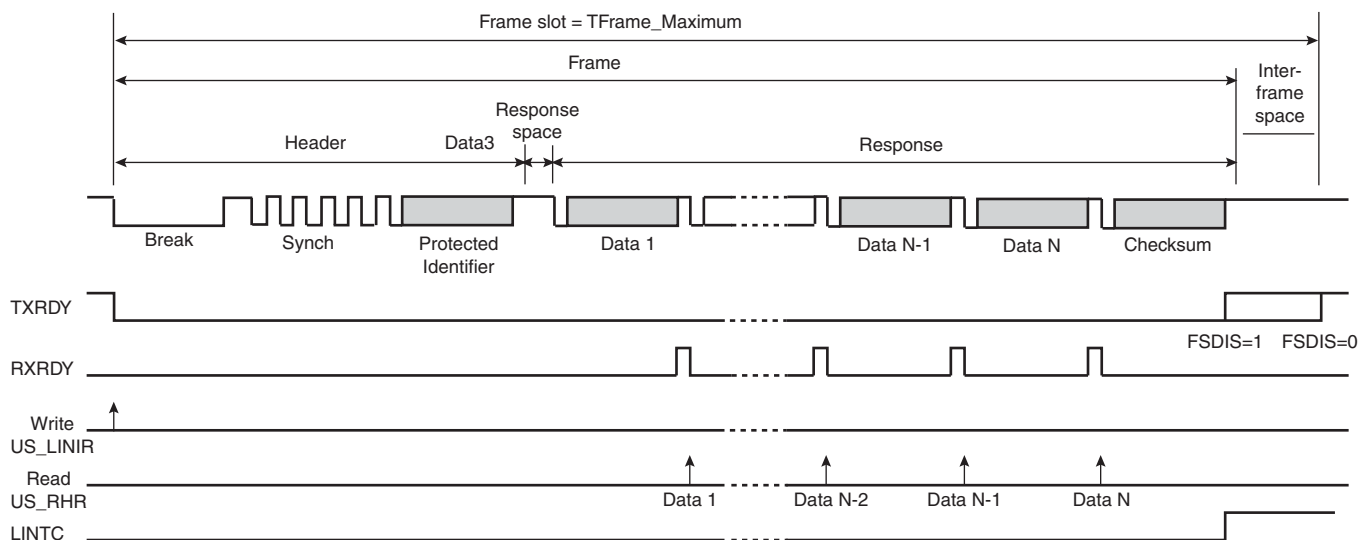 Frame slot = TFrame_Maximum
Frame
Inter-
frame
space
Response
space
Header
Data3
Response
Break
Synch
Protected
Identifier
Data 1
Data N-1
Data N
Checksum
TXRDY
FSDIS=1
FSDIS=0
RXRDY
Write
US_LINIR
Read
US_RHR
Data 1
Data N-2
Data N-1
Data N
LINTC